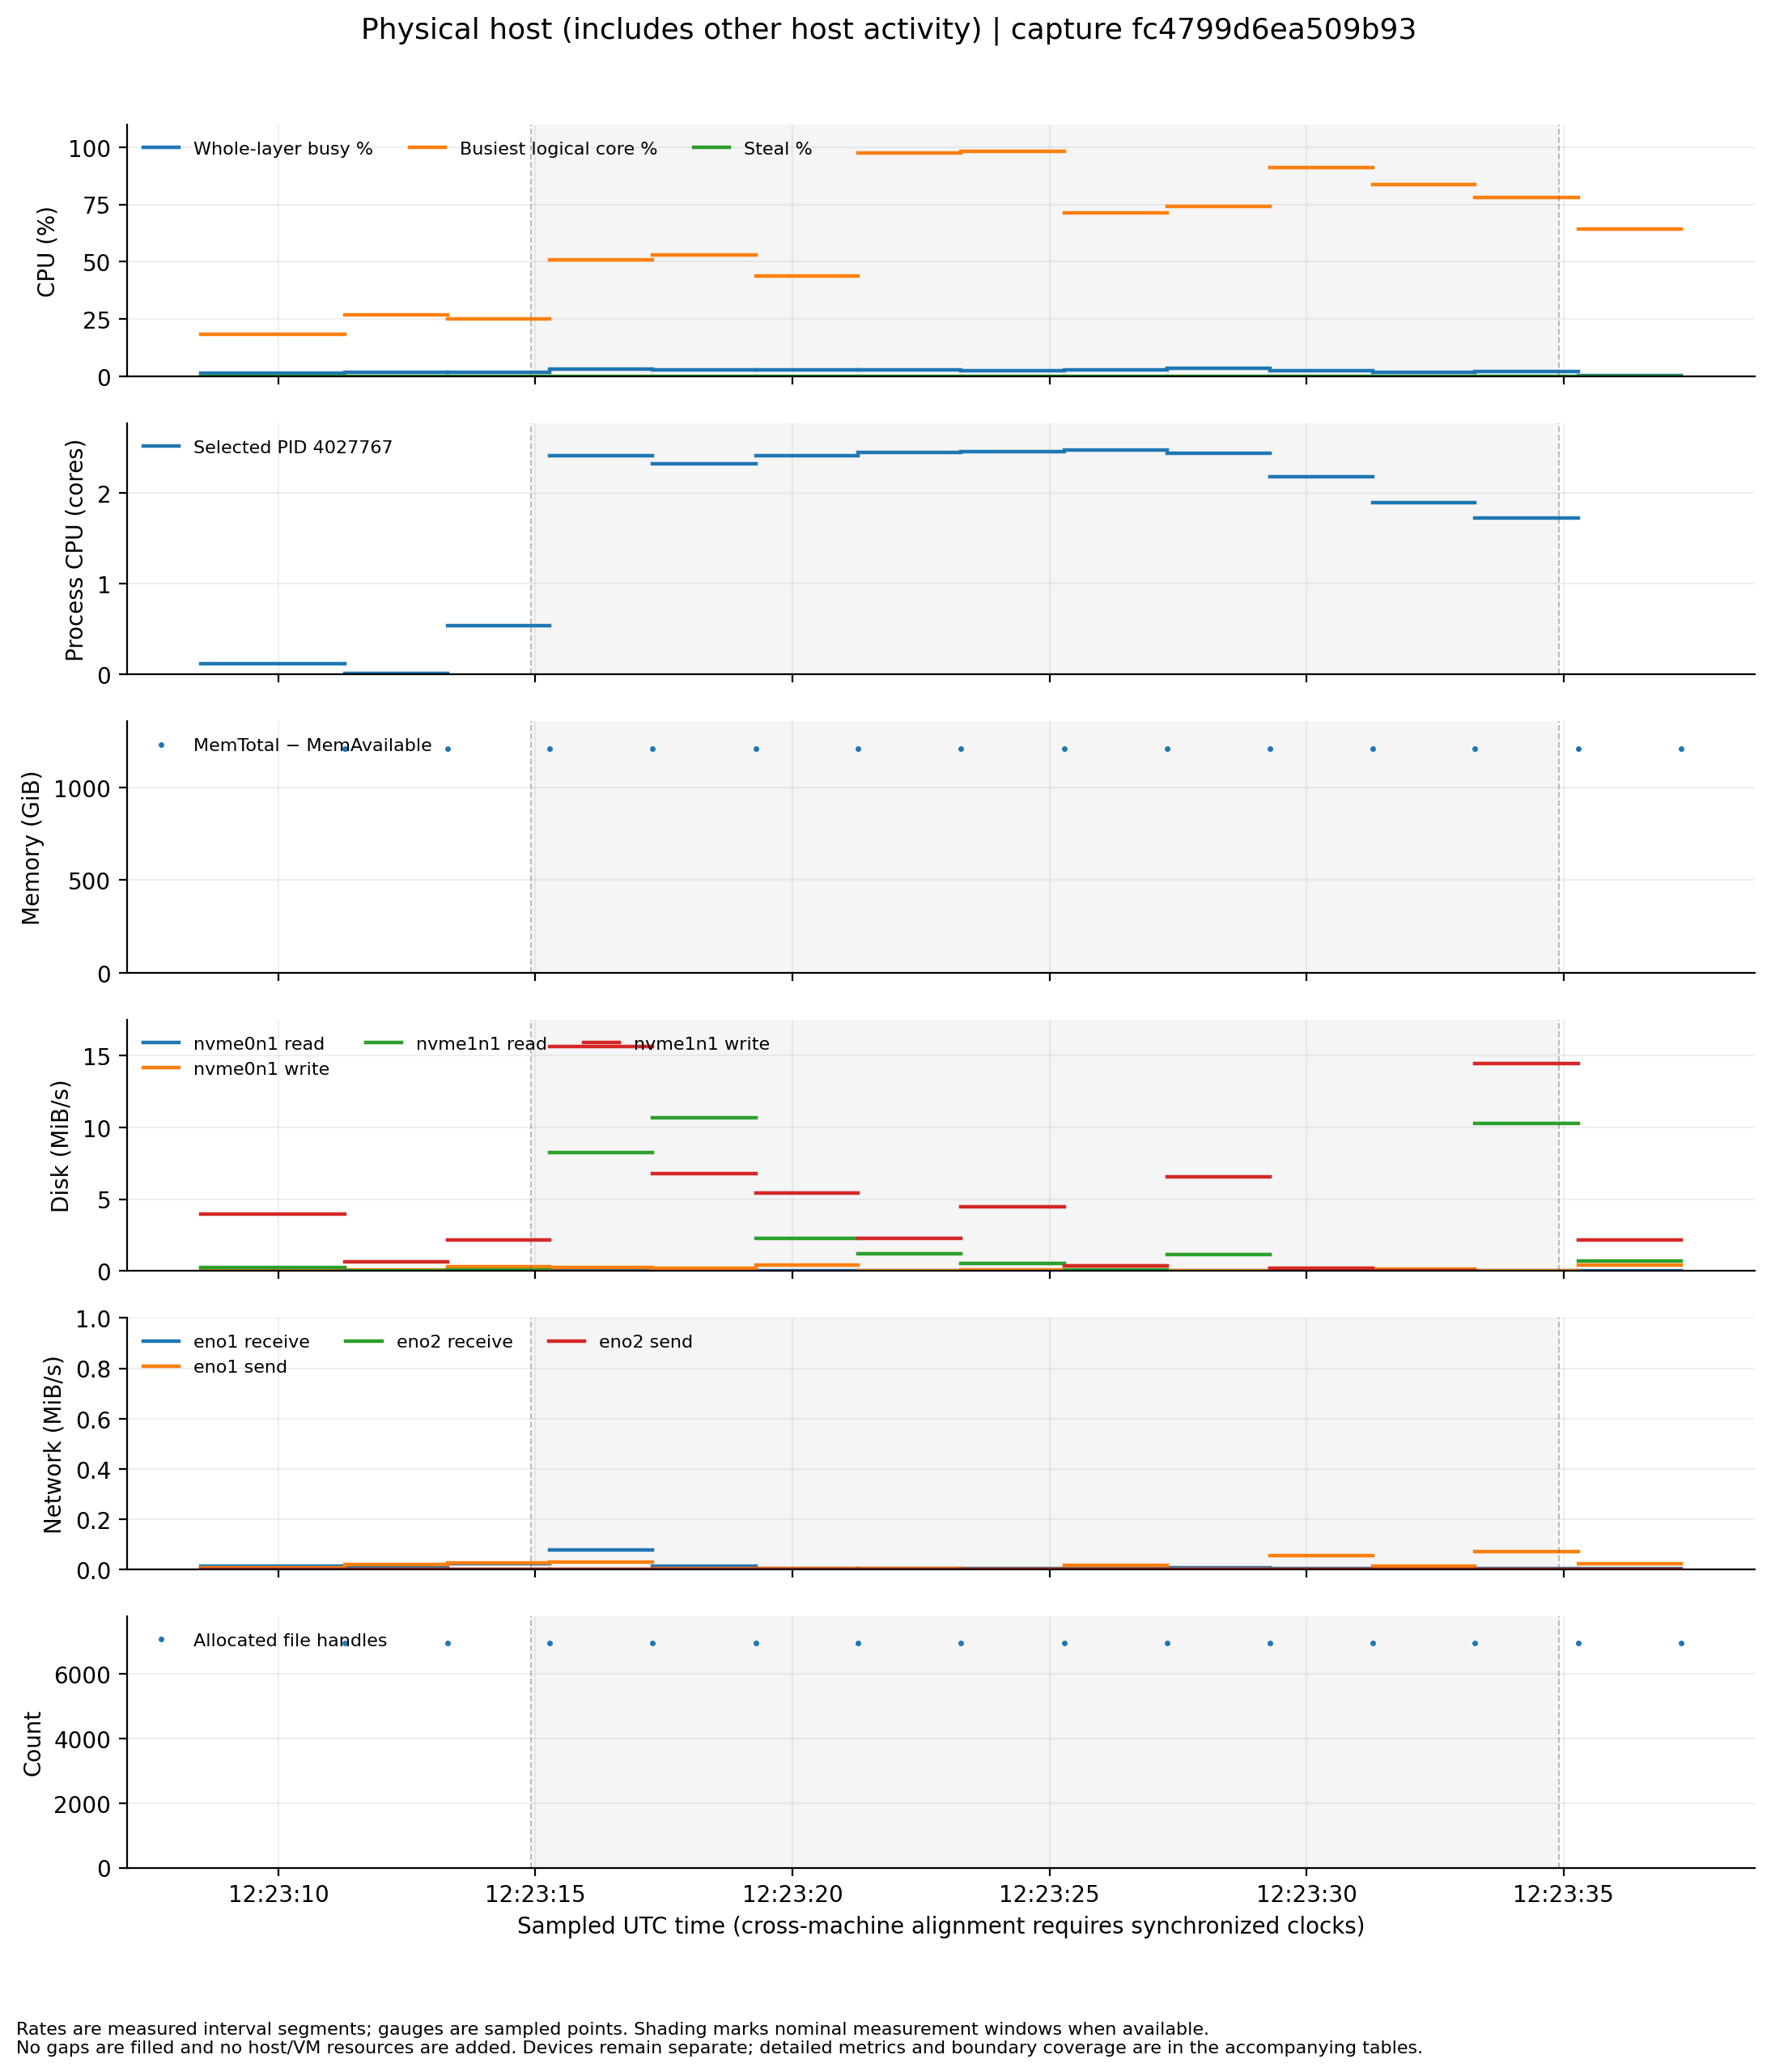 Physical host (includes other host activity) | capture fc4799d6ea509b93
CPU (%)
100
75
50
25
0
Whole-layer busy %
Busiest logical core %
Steal %
Process CPU (cores)
2
1
0
Selected PID 4027767
Memory (GiB)
1000
500
0
MemTotal − MemAvailable
Disk (MiB/s)
15
10
5
0
nvme0n1 read
nvme1n1 read
nvme1n1 write
nvme0n1 write
Network (MiB/s)
1.0
0.8
0.6
0.4
0.2
0.0
eno1 receive
eno2 receive
eno2 send
eno1 send
Count
6000
4000
2000
0
Allocated file handles
12:23:10
12:23:15
12:23:20
12:23:25
12:23:30
12:23:35
Sampled UTC time (cross-machine alignment requires synchronized clocks)
Rates are measured interval segments; gauges are sampled points. Shading marks nominal measurement windows when available.
No gaps are filled and no host/VM resources are added. Devices remain separate; detailed metrics and boundary coverage are in the accompanying tables.